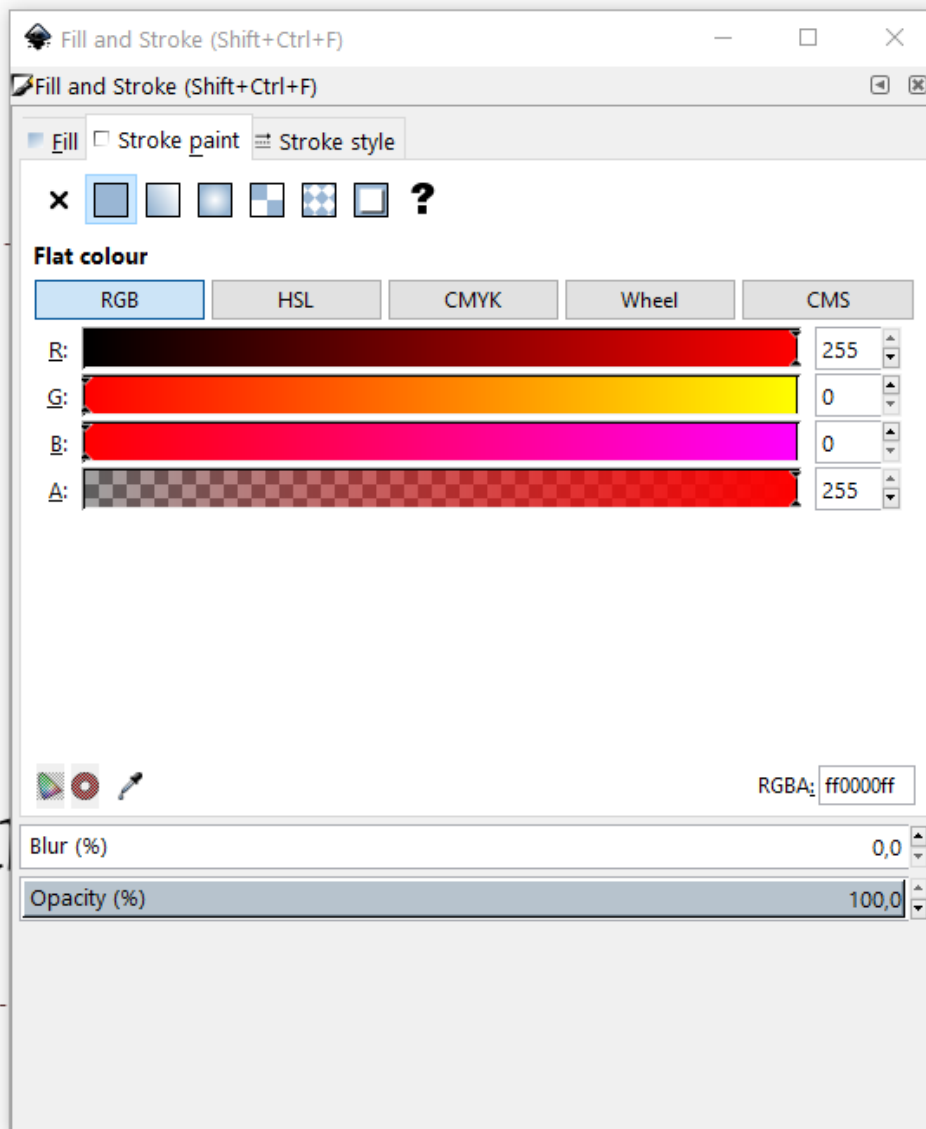 Fill and Stroke (Shift+Ctrl+F)
Fill and Stroke (Shift+Ctrl+F)
Fill Stroke paint Stroke style
?
Flat colour
RGB HSL CMYK Wheel CMS
R: 255
G: 0
B: 0
A: 255
RGBA: ff0000ff
Blur (%) 0,0
Opacity (%) 100,0